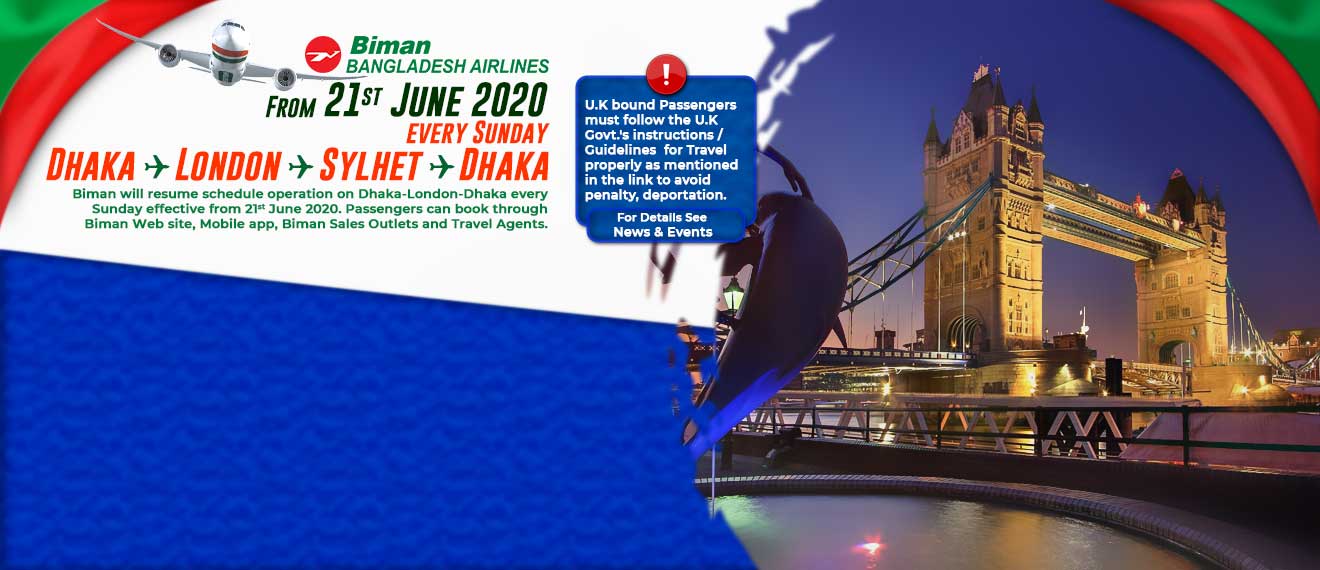 Biman
BANGLADESH AIRLINES
FROM 21ST JUNE 2020
EVERY SUNDAY
DHAKA LONDON SYLHET DHAKA
Biman will resume schedule operation on Dhaka-London-Dhaka every
Sunday effective from 21st June 2020. Passengers can book through
Biman Web site, Mobile app, Biman Sales Outlets and Travel Agents.
!
U.K bound Passengers
must follow the U.K
Govt.'s instructions /
Guidelines for Travel
properly as mentioned
in the link to avoid
penalty, deportation.
For Details See
News & Events